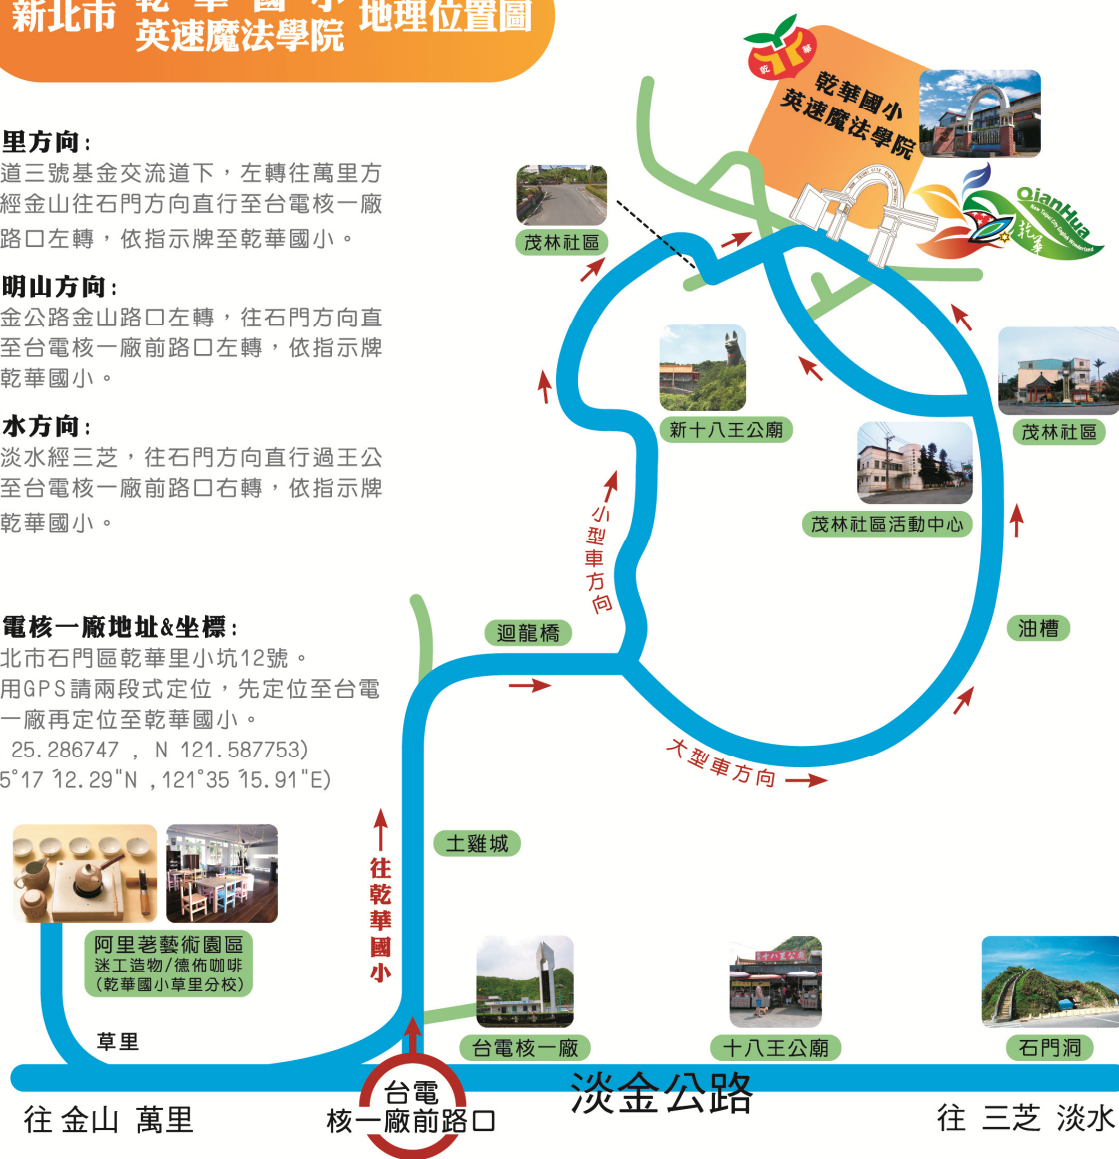 新北市 乾華國小 地理位置圖
英速魔法學院
里方向:
道三號基金交流道下，左轉往萬里方
經金山往石門方向直行至台電核一廠
路口左轉，依指示牌至乾華國小。
明山方向:
金公路金山路口左轉，往石門方向直
至台電核一廠前路口左轉，依指示牌
乾華國小。
水方向:
淡水經三芝，往石門方向直行過王公
至台電核一廠前路口右轉，依指示牌
乾華國小。
電核一廠地址&坐標:
北市石門區乾華里小坑12號。
用GPS請兩段式定位，先定位至台電
一廠再定位至乾華國小。
25.286747 , N 121.587753)
5°17 12.29"N ,121°35 15.91"E)
乾 華
乾華國小
英速魔法學院
QianHua
New Taipei City English Wonderland
乾華
茂林社區
新十八王公廟
茂林社區
茂林社區活動中心
小型車方向
迴龍橋
油槽
大型車方向
土雞城
往乾華國小
阿里荖藝術園區
迷工造物/德佈咖啡
(乾華國小草里分校)
草里
台電核一廠
十八王公廟
石門洞
台電
核一廠前路口
淡金公路
往 金山 萬里
往 三芝 淡水